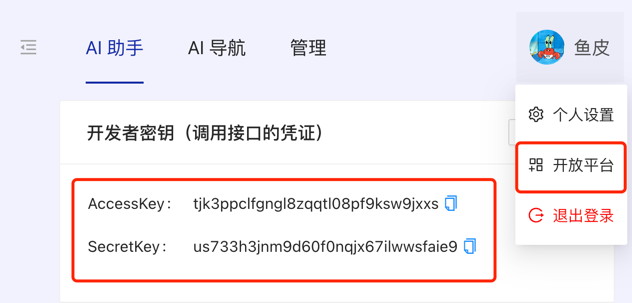 AI 助手 AI 导航 管理 鱼皮
开发者密钥（调用接口的凭证）
个人设置
开放平台
退出登录
AccessKey： tjk3ppclfgngl8zqqtl08pf9ksw9jxxs
SecretKey： us733h3jnm9d60f0nqjx67ilwwsfaie9